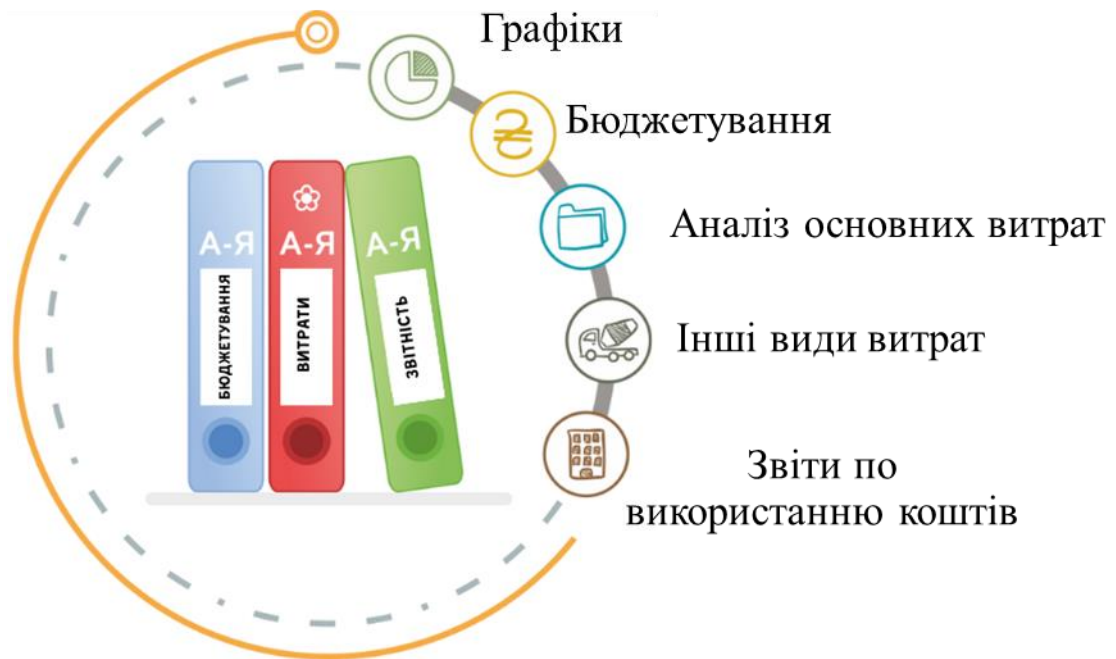 Графіки
Бюджетування
Аналіз основних витрат
Інші види витрат
Звіти по
використанню коштів
А-Я
БЮДЖЕТУВАННЯ
А-Я
ВИТРАТИ
А-Я
ЗВІТНІСТЬ